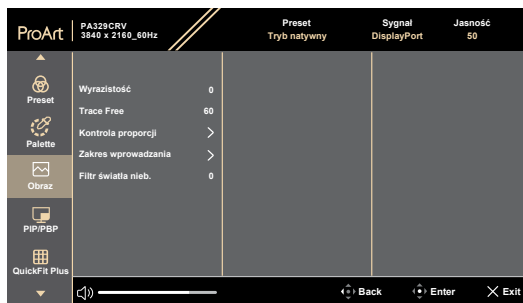 ProArt
PA329CRV
3840 x 2160_60Hz
Preset
Tryb natywny
Sygnał
DisplayPort
Jasność
50
Preset
Palette
Obraz
PIP/PBP
QuickFit Plus
Wyrazistość 0
Trace Free 60
Kontrola proporcji
Zakres wprowadzania
Filtr światła nieb. 0
Back
Enter
Exit